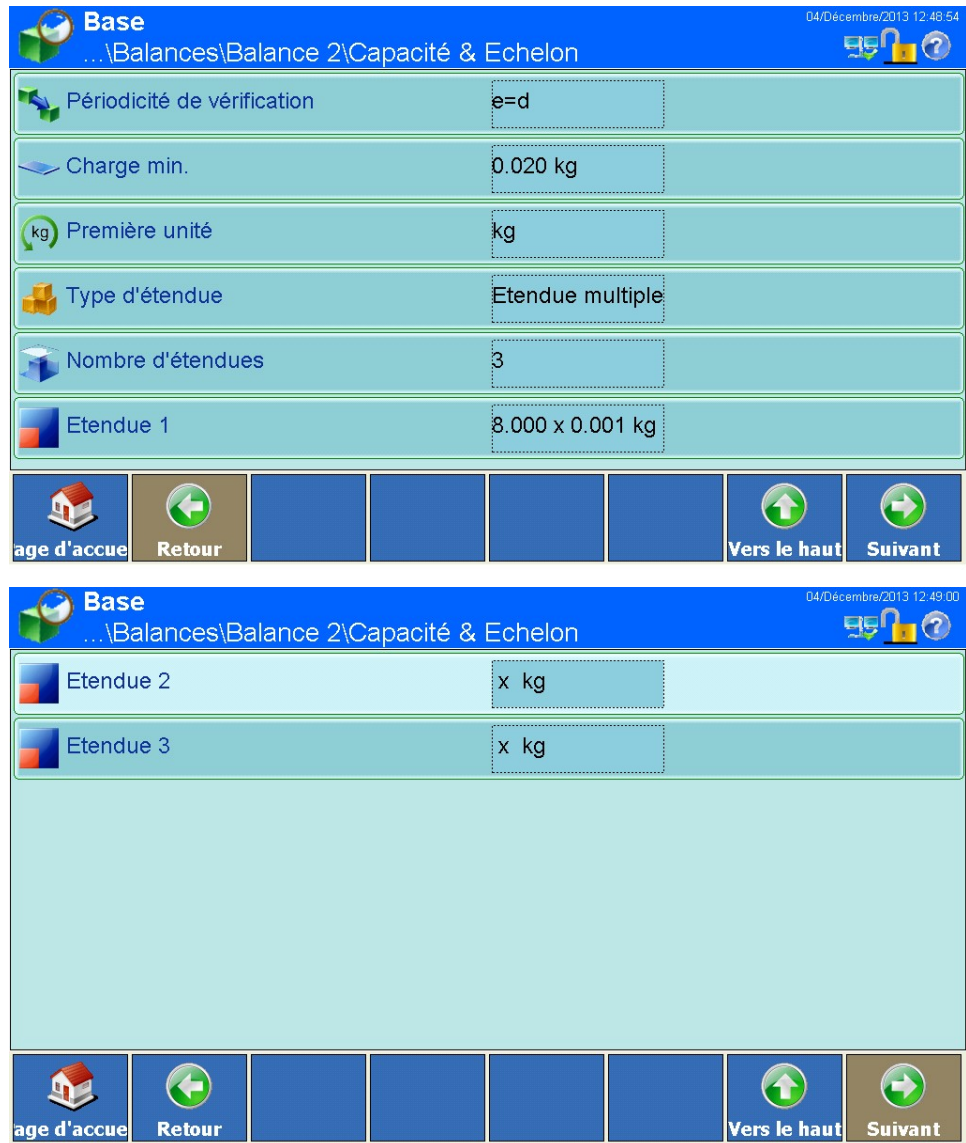 Base
04/Décembre/2013 12:48:54
...\Balances\Balance 2\Capacité & Echelon
Périodicité de vérification e=d
Charge min. 0.020 kg
kg Première unité kg
Type d'étendue Etendue multiple
Nombre d'étendues 3
Etendue 1 8.000 x 0.001 kg
age d'accue Retour Vers le haut Suivant
Base
04/Décembre/2013 12:49:00
...\Balances\Balance 2\Capacité & Echelon
Etendue 2 x kg
Etendue 3 x kg
age d'accue Retour Vers le haut Suivant